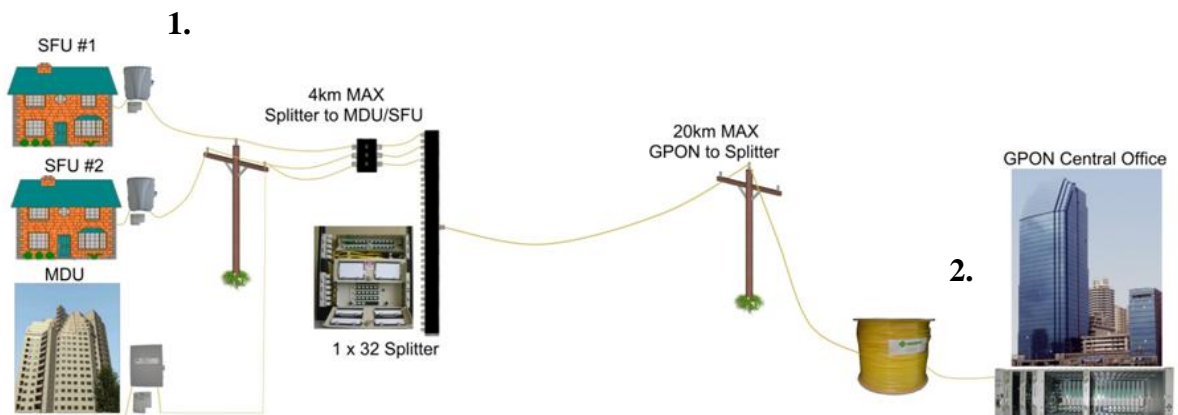 1.
SFU #1
4km MAX
Splitter to MDU/SFU
20km MAX
GPON to Splitter
GPON Central Office
SFU #2
MDU
2.
1 x 32 Splitter